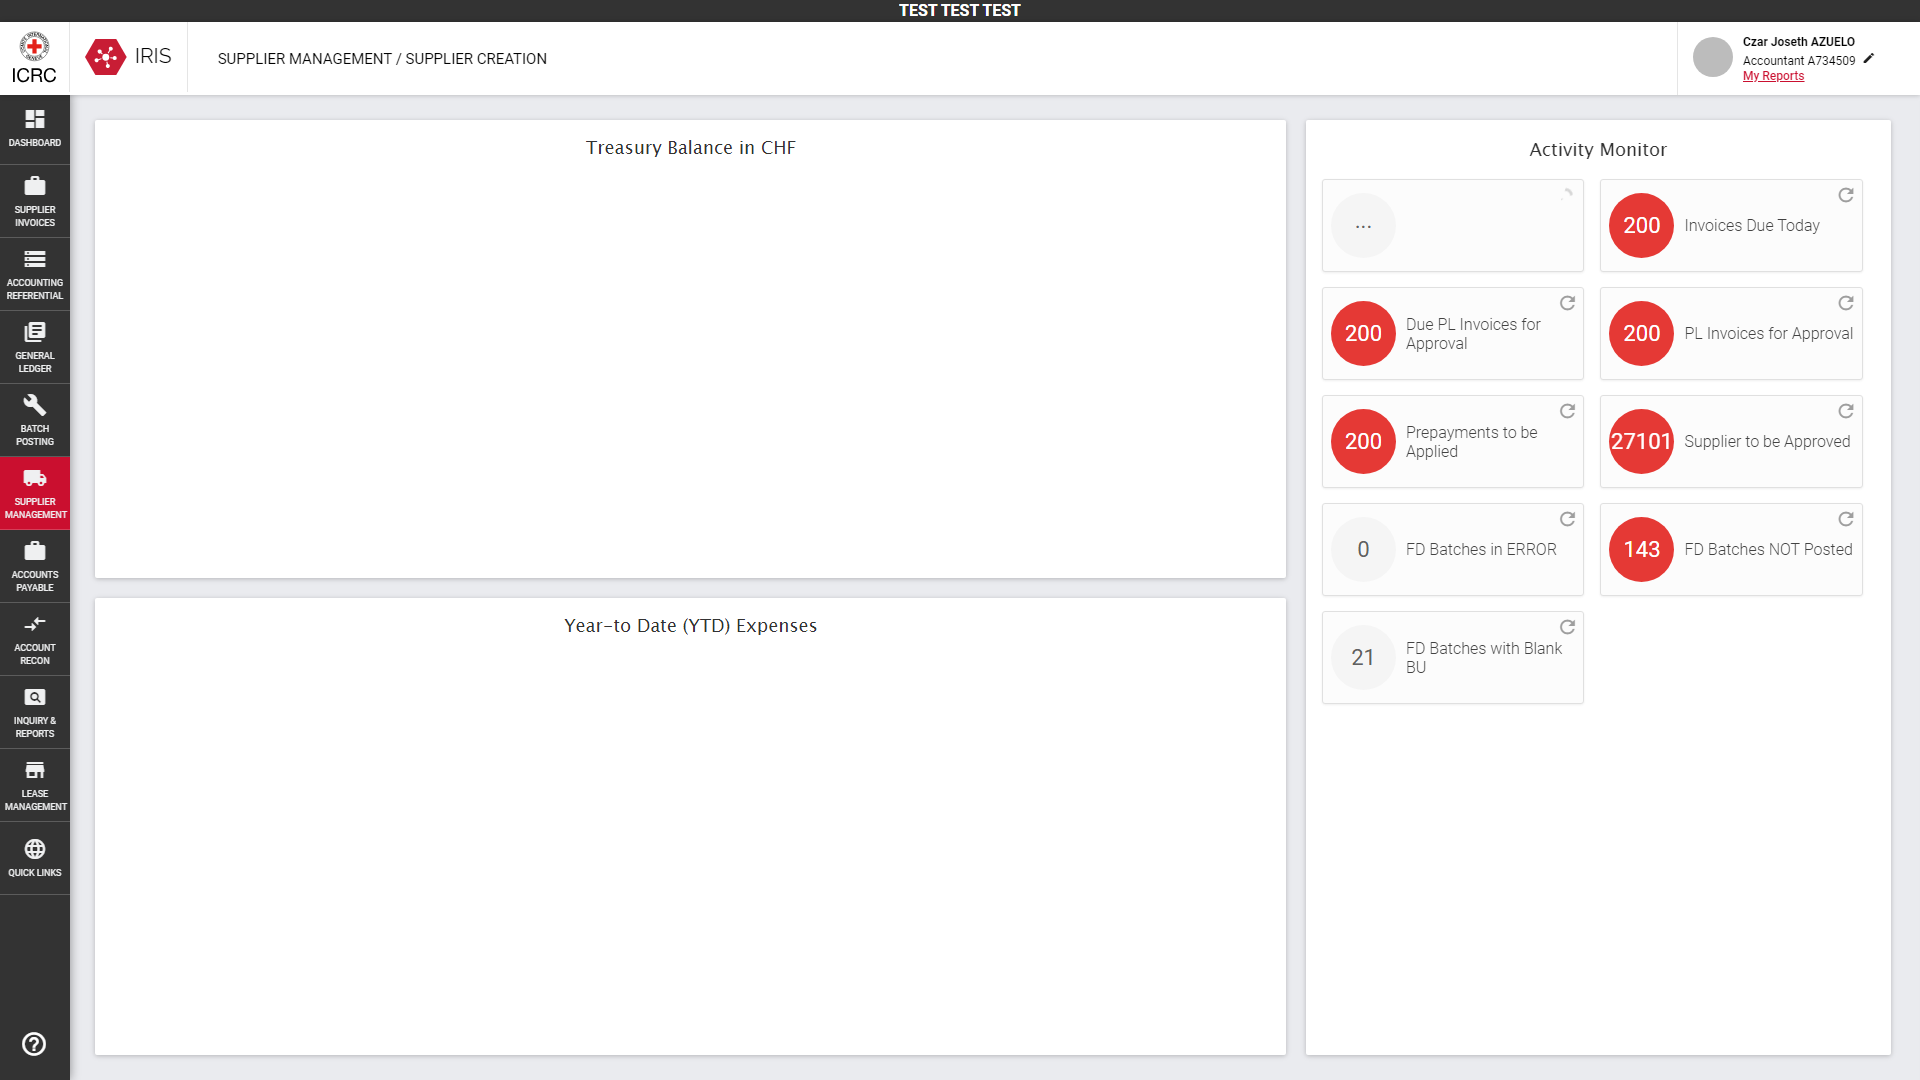 TEST TEST TEST
ICRC
IRIS
SUPPLIER MANAGEMENT / SUPPLIER CREATION
Czar Joseth AZUELO
Accountant A734509
My Reports
DASHBOARD
SUPPLIER
INVOICES
ACCOUNTING
REFERENTIAL
GENERAL
LEDGER
BATCH
POSTING
SUPPLIER
MANAGEMENT
ACCOUNTS
PAYABLE
ACCOUNT
RECON
INQUIRY &
REPORTS
LEASE
MANAGEMENT
QUICK LINKS
Treasury Balance in CHF
Year-to Date (YTD) Expenses
Activity Monitor
...
200
Invoices Due Today
200
Due PL Invoices for
Approval
200
PL Invoices for Approval
200
Prepayments to be
Applied
27101
Supplier to be Approved
0
FD Batches in ERROR
143
FD Batches NOT Posted
21
FD Batches with Blank
BU